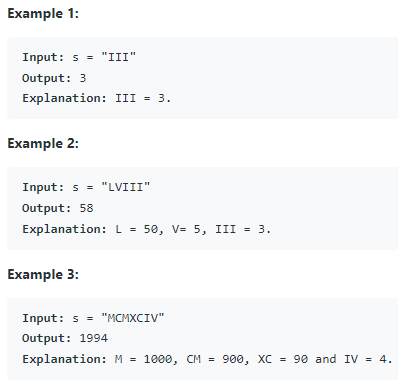 Example 1:
Input: s = "III"
Output: 3
Explanation: III = 3.
Example 2:
Input: s = "LVIII"
Output: 58
Explanation: L = 50, V= 5, III = 3.
Example 3:
Input: s = "MCMXCIV"
Output: 1994
Explanation: M = 1000, CM = 900, XC = 90 and IV = 4.